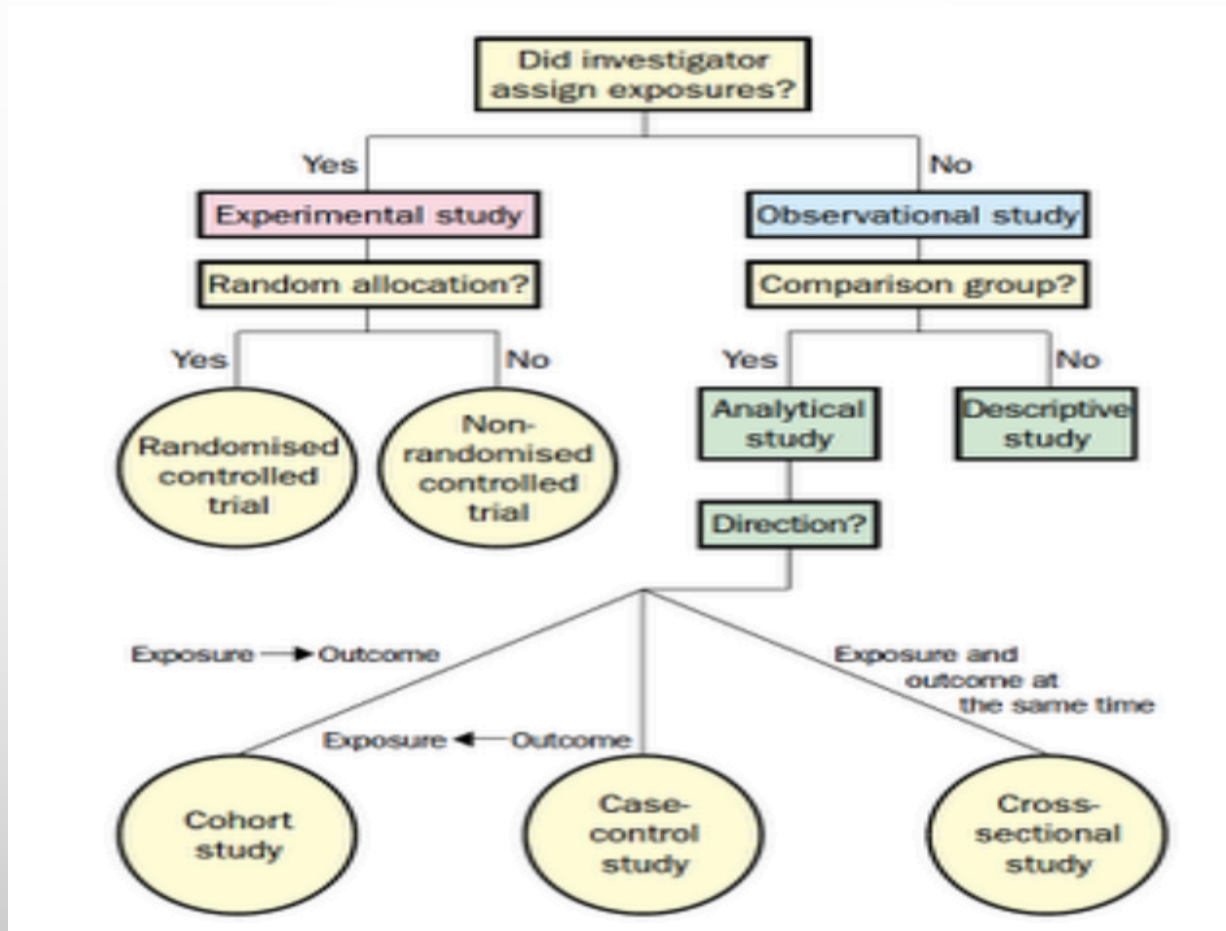 Did investigator
assign exposures?
Yes
No
Experimental study
Observational study
Random allocation?
Comparison group?
Yes
No
Yes
No
Randomised
controlled
trial
Non-
randomised
controlled
trial
Analytical
study
Descriptive
study
Direction?
Exposure → Outcome
Exposure and
outcome at
the same time
Exposure ← Outcome
Cohort
study
Case-
control
study
Cross-
sectional
study